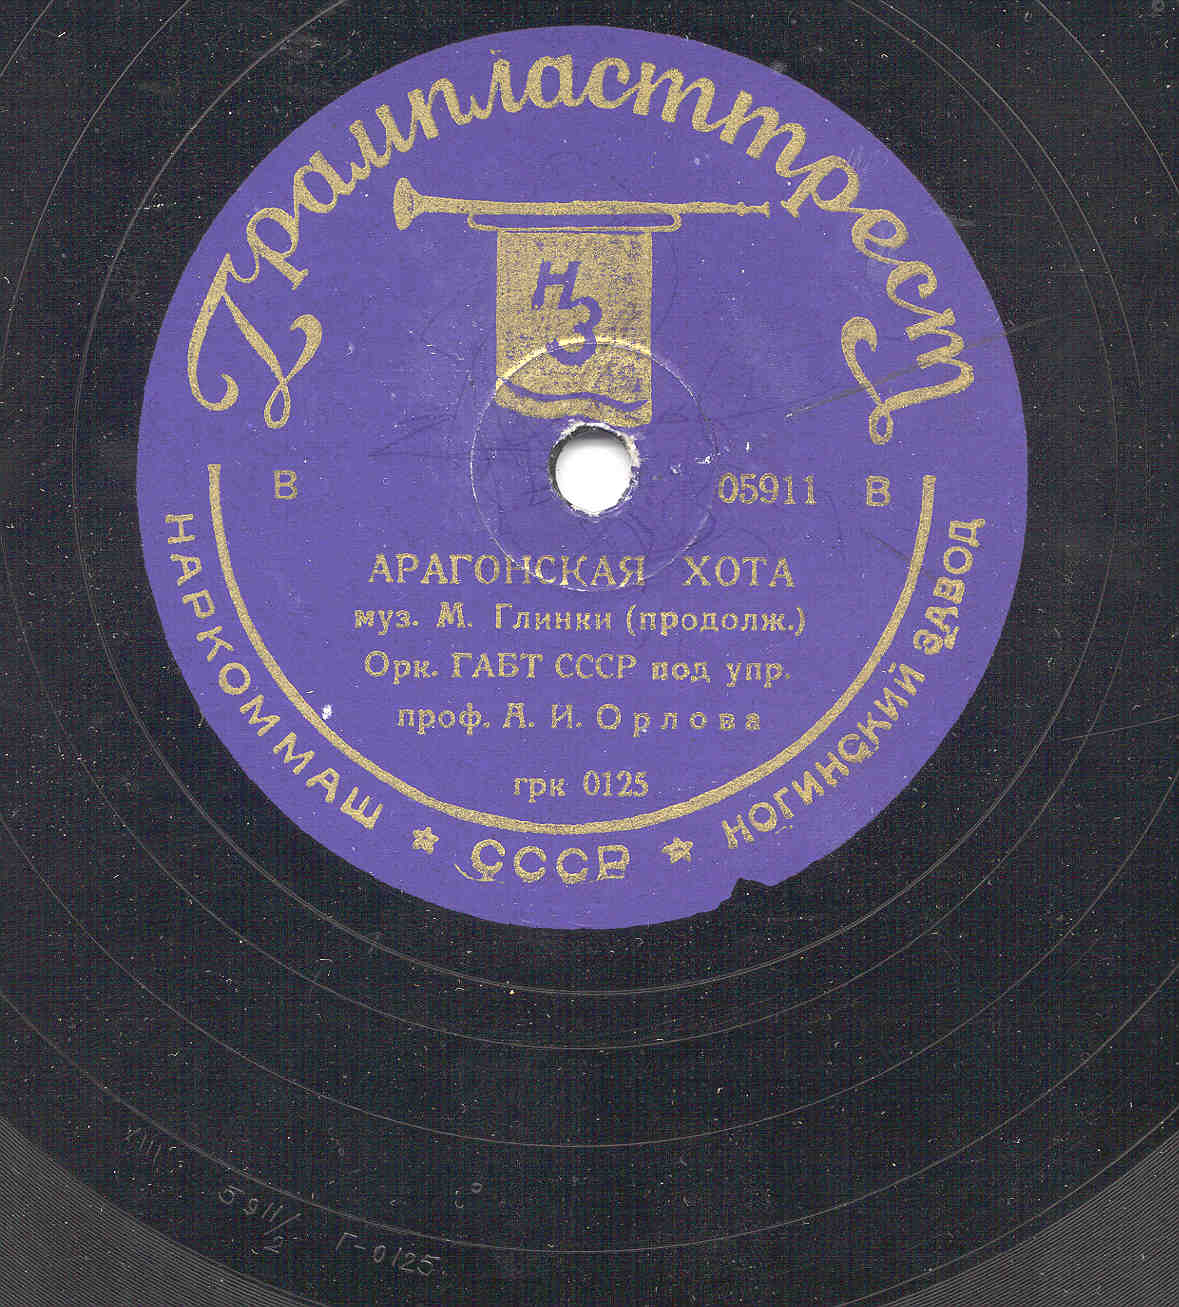 Грампласттрест
НЗ
В 05911 В
АРАГОНСКАЯ ХОТА
муз. М. Глинки (продолж.)
Орк. ГАБТ СССР под упр.
проф. А. И. Орлова
грк 0125
НАРКОММАШ ★ СССР ★ НОГИНСКИЙ ЗАВОД
5911/2 Г-0125